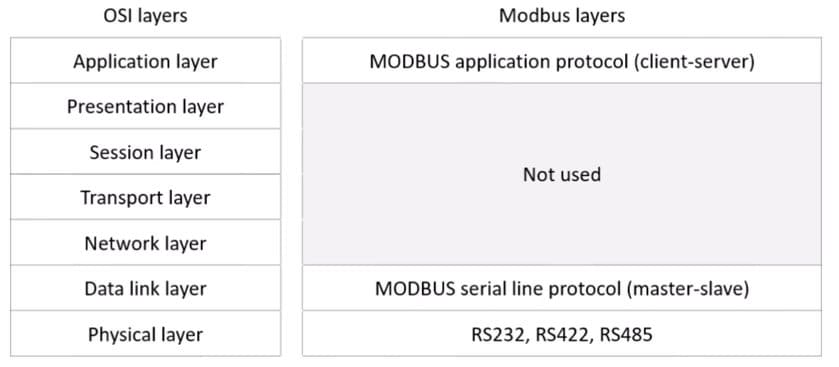 OSI layers
Modbus layers
Application layer
MODBUS application protocol (client-server)
Presentation layer
Session layer
Transport layer
Network layer
Not used
Data link layer
MODBUS serial line protocol (master-slave)
Physical layer
RS232, RS422, RS485